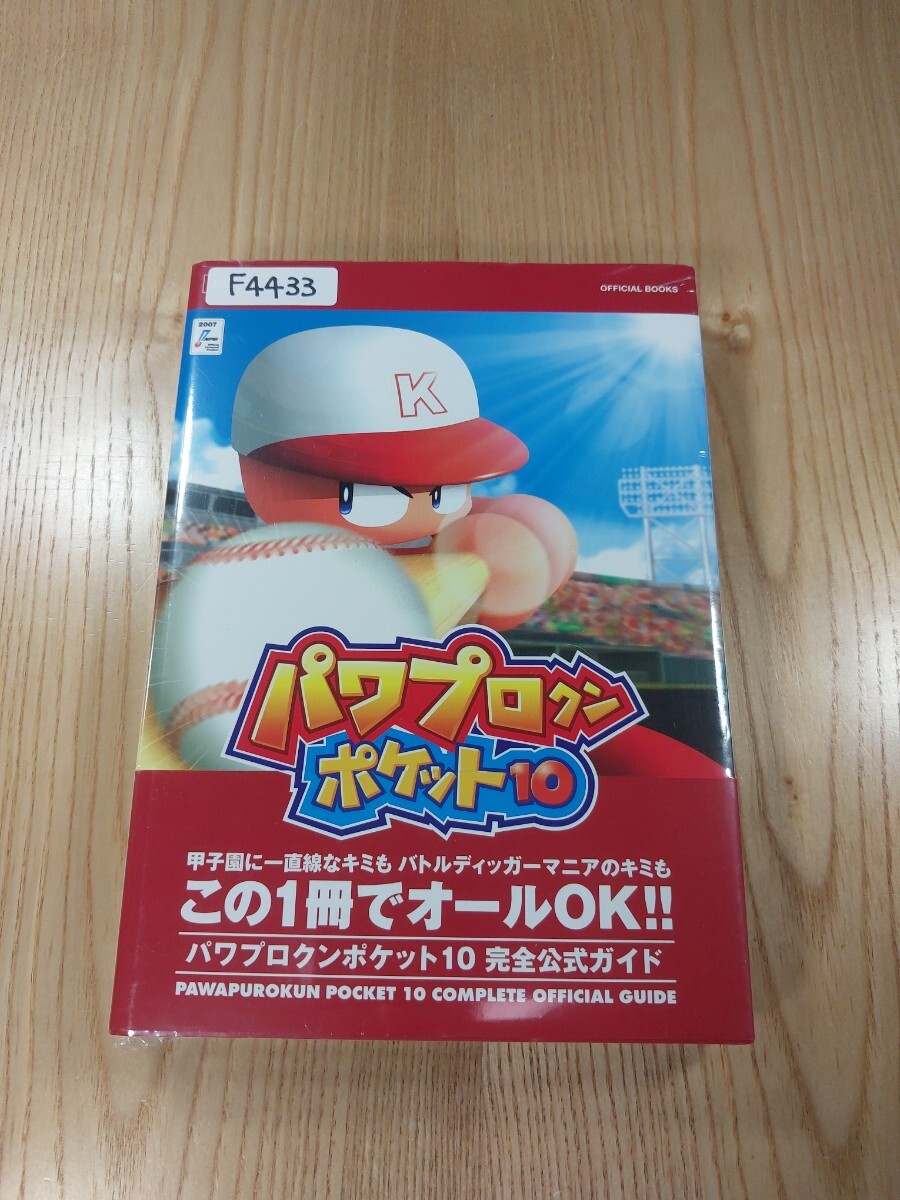 F4433
OFFICIAL BOOKS
2007
K
パワプロクン
ポケット10
甲子園に一直線なキミも バトルディッガーマニアのキミも
この1冊でオールOK!!
パワプロクンポケット10 完全公式ガイド
PAWAPUROKUN POCKET 10 COMPLETE OFFICIAL GUIDE